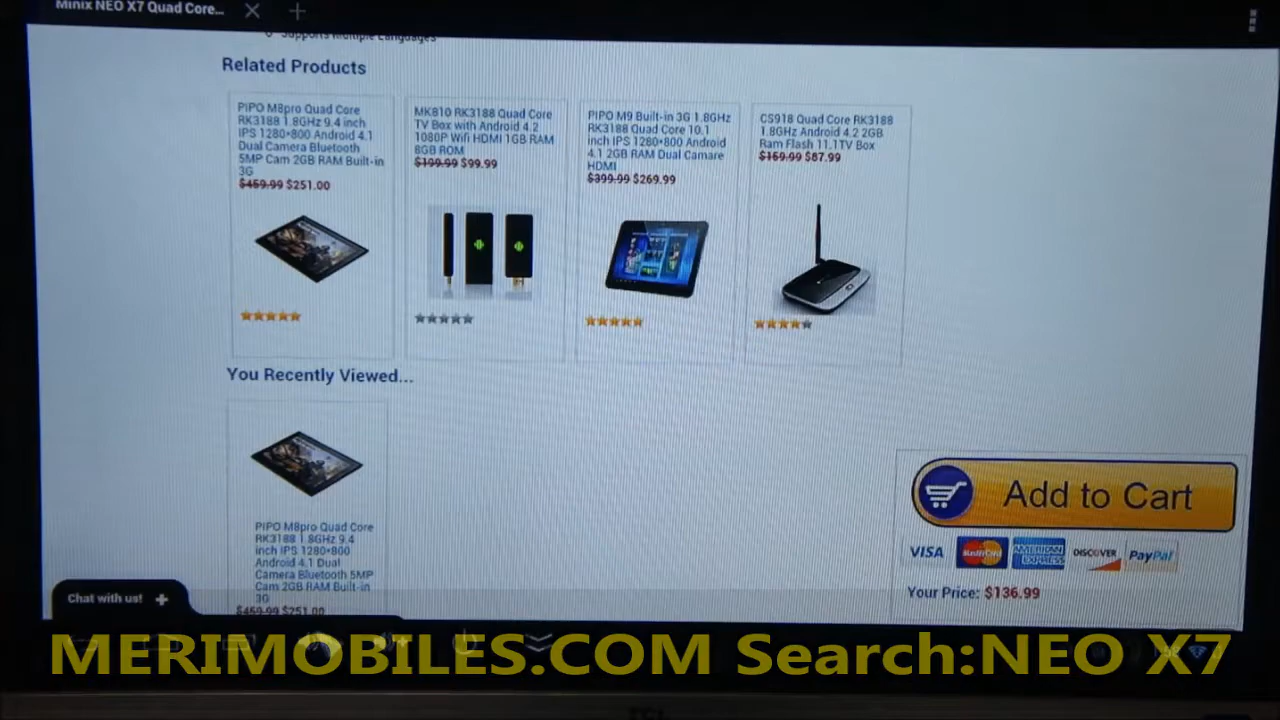 Minix NEO X7 Quad Core...
Supports Multiple Languages
Related Products
PIPO M8pro Quad Core
RK3188 1.8GHz 9.4 inch
IPS 1280*800 Android 4.1
Dual Camera Bluetooth
5MP Cam 2GB RAM Built-in
3G
$459.99 $251.00
MK810 RK3188 Quad Core
TV Box with Android 4.2
1080P Wifi HDMI 1GB RAM
8GB ROM
$199.99 $99.99
PIPO M9 Built-in 3G 1.8GHz
RK3188 Quad Core 10.1
inch IPS 1280*800 Android
4.1 2GB RAM Dual Camare
HDMI
$399.99 $269.99
CS918 Quad Core RK3188
1.8GHz Android 4.2 2GB
Ram Flash 11.1TV Box
$159.99 $87.99
You Recently Viewed...
PIPO M8pro Quad Core
RK3188 1.8GHz 9.4
inch IPS 1280*800
Android 4.1 Dual
Camera Bluetooth 5MP
Cam 2GB RAM Built-in
3G
$459.99 $251.00
Add to Cart
VISA MasterCard AMERICAN EXPRESS DISCOVER PayPal
Your Price: $136.99
Chat with us! +
MERIMOBILES.COM Search:NEO X7
TCL